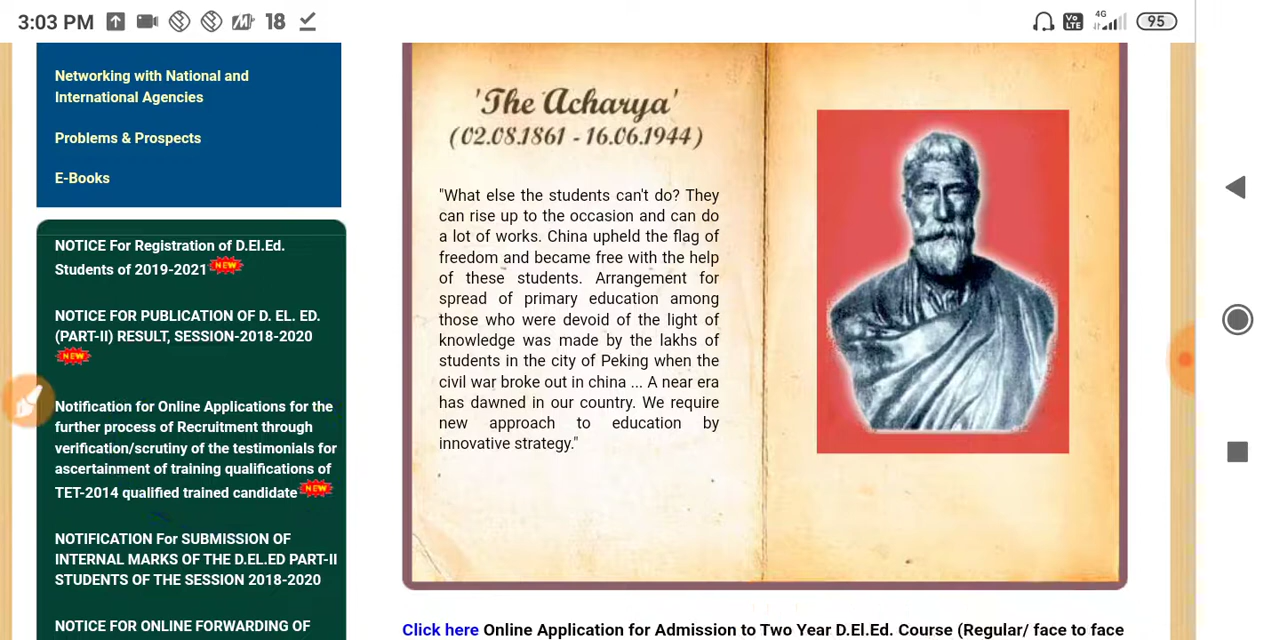 3:03 PM 18 Vo LTE 4G 95
Networking with National and
International Agencies
Problems & Prospects
E-Books
NOTICE For Registration of D.El.Ed.
Students of 2019-2021 NEW
NOTICE FOR PUBLICATION OF D. EL. ED.
(PART-II) RESULT, SESSION-2018-2020
NEW
Notification for Online Applications for the
further process of Recruitment through
verification/scrutiny of the testimonials for
ascertainment of training qualifications of
TET-2014 qualified trained candidate NEW
NOTIFICATION For SUBMISSION OF
INTERNAL MARKS OF THE D.EL.ED PART-II
STUDENTS OF THE SESSION 2018-2020
NOTICE FOR ONLINE FORWARDING OF
'The Acharya'
(02.08.1861 - 16.06.1944)
"What else the students can't do? They
can rise up to the occasion and can do
a lot of works. China upheld the flag of
freedom and became free with the help
of these students. Arrangement for
spread of primary education among
those who were devoid of the light of
knowledge was made by the lakhs of
students in the city of Peking when the
civil war broke out in china ... A near era
has dawned in our country. We require
new approach to education by
innovative strategy."
Click here Online Application for Admission to Two Year D.El.Ed. Course (Regular/ face to face